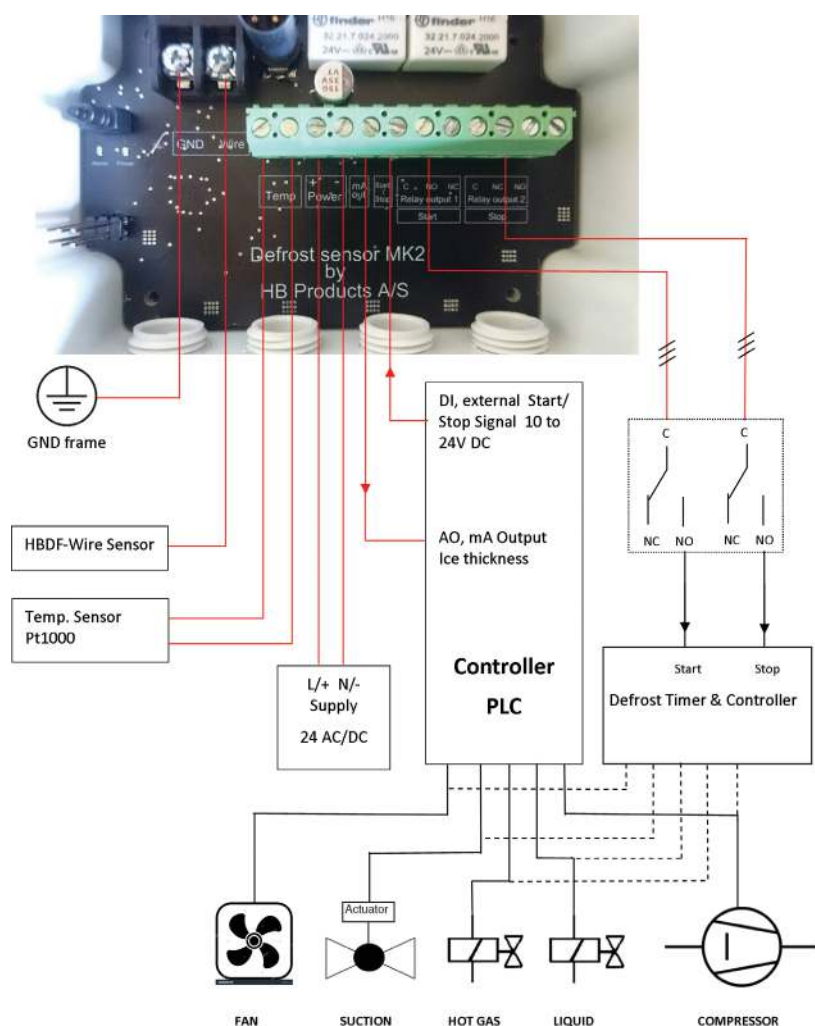 finder
H16
32.21.7.024.2000
24V
finder
H16
32.21.7.024.2000
24V
VT
35V
GND
Wire
Temp
+ -
Power
mA
out
Start
Stop
C NO NC
Relay output 1
Start
C NC NO
Relay output 2
Stop
Defrost sensor MK2
by
HB Products A/S
GND frame
DI, external Start/
Stop Signal 10 to
24V DC
C
C
HBDF-Wire Sensor
AO, mA Output
Ice thickness
NC NO
NC NO
Temp. Sensor
Pt1000
L/+ N/-
Supply
24 AC/DC
Controller
PLC
Start
Stop
Defrost Timer & Controller
Actuator
FAN
SUCTION
HOT GAS
LIQUID
COMPRESSOR